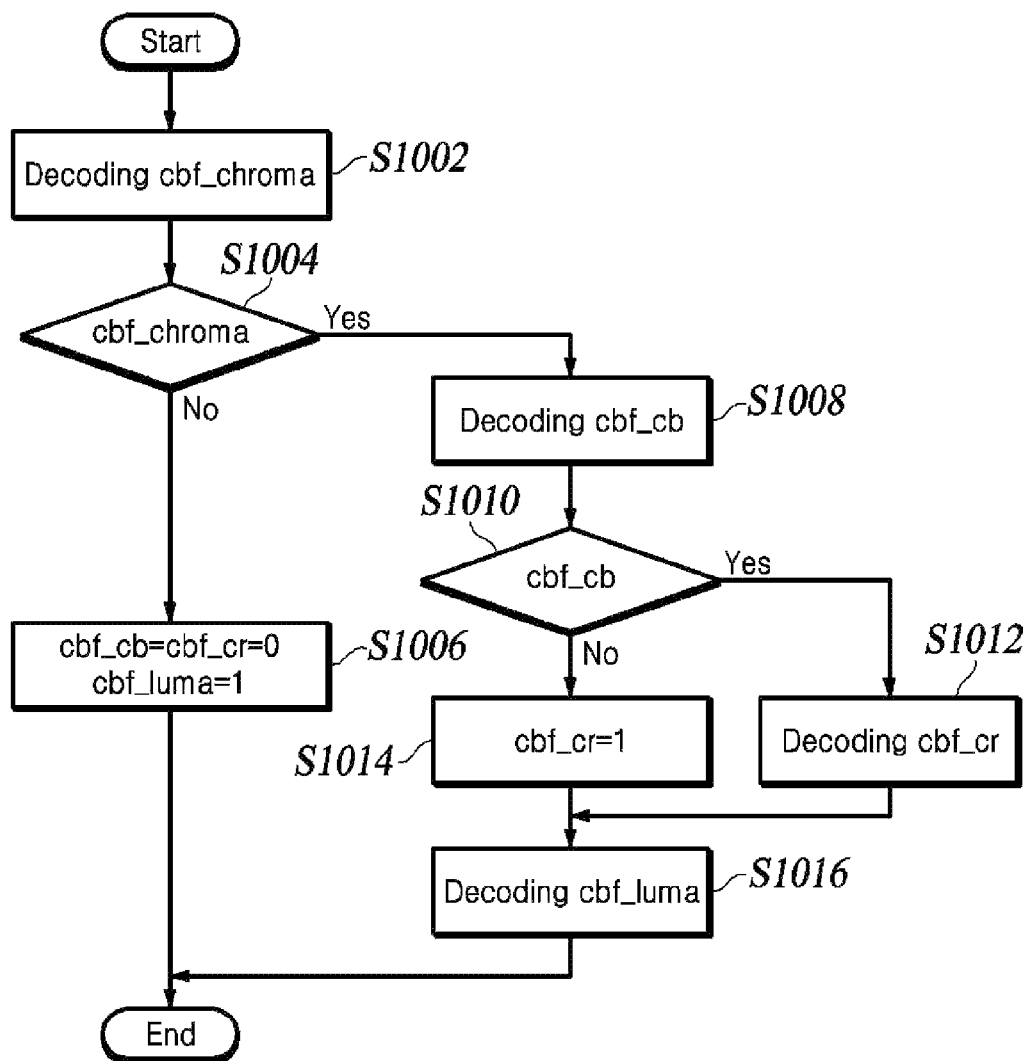 Start
Decoding cbf_chroma
S1002
S1004
cbf_chroma
Yes
No
Decoding cbf_cb
S1008
S1010
cbf_cb
Yes
No
cbf_cb=cbf_cr=0
cbf_luma=1
S1006
S1012
cbf_cr=1
S1014
Decoding cbf_cr
Decoding cbf_luma
S1016
End